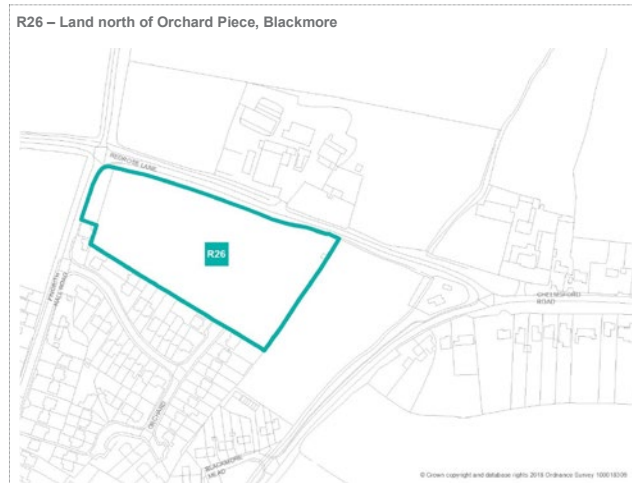 R26 – Land north of Orchard Piece, Blackmore
REDROSE LANE
R26
CHELMSFORD
ROAD
ORCHARD
BLACKMORE
© Crown copyright and database rights 2018 Ordnance Survey 100018309